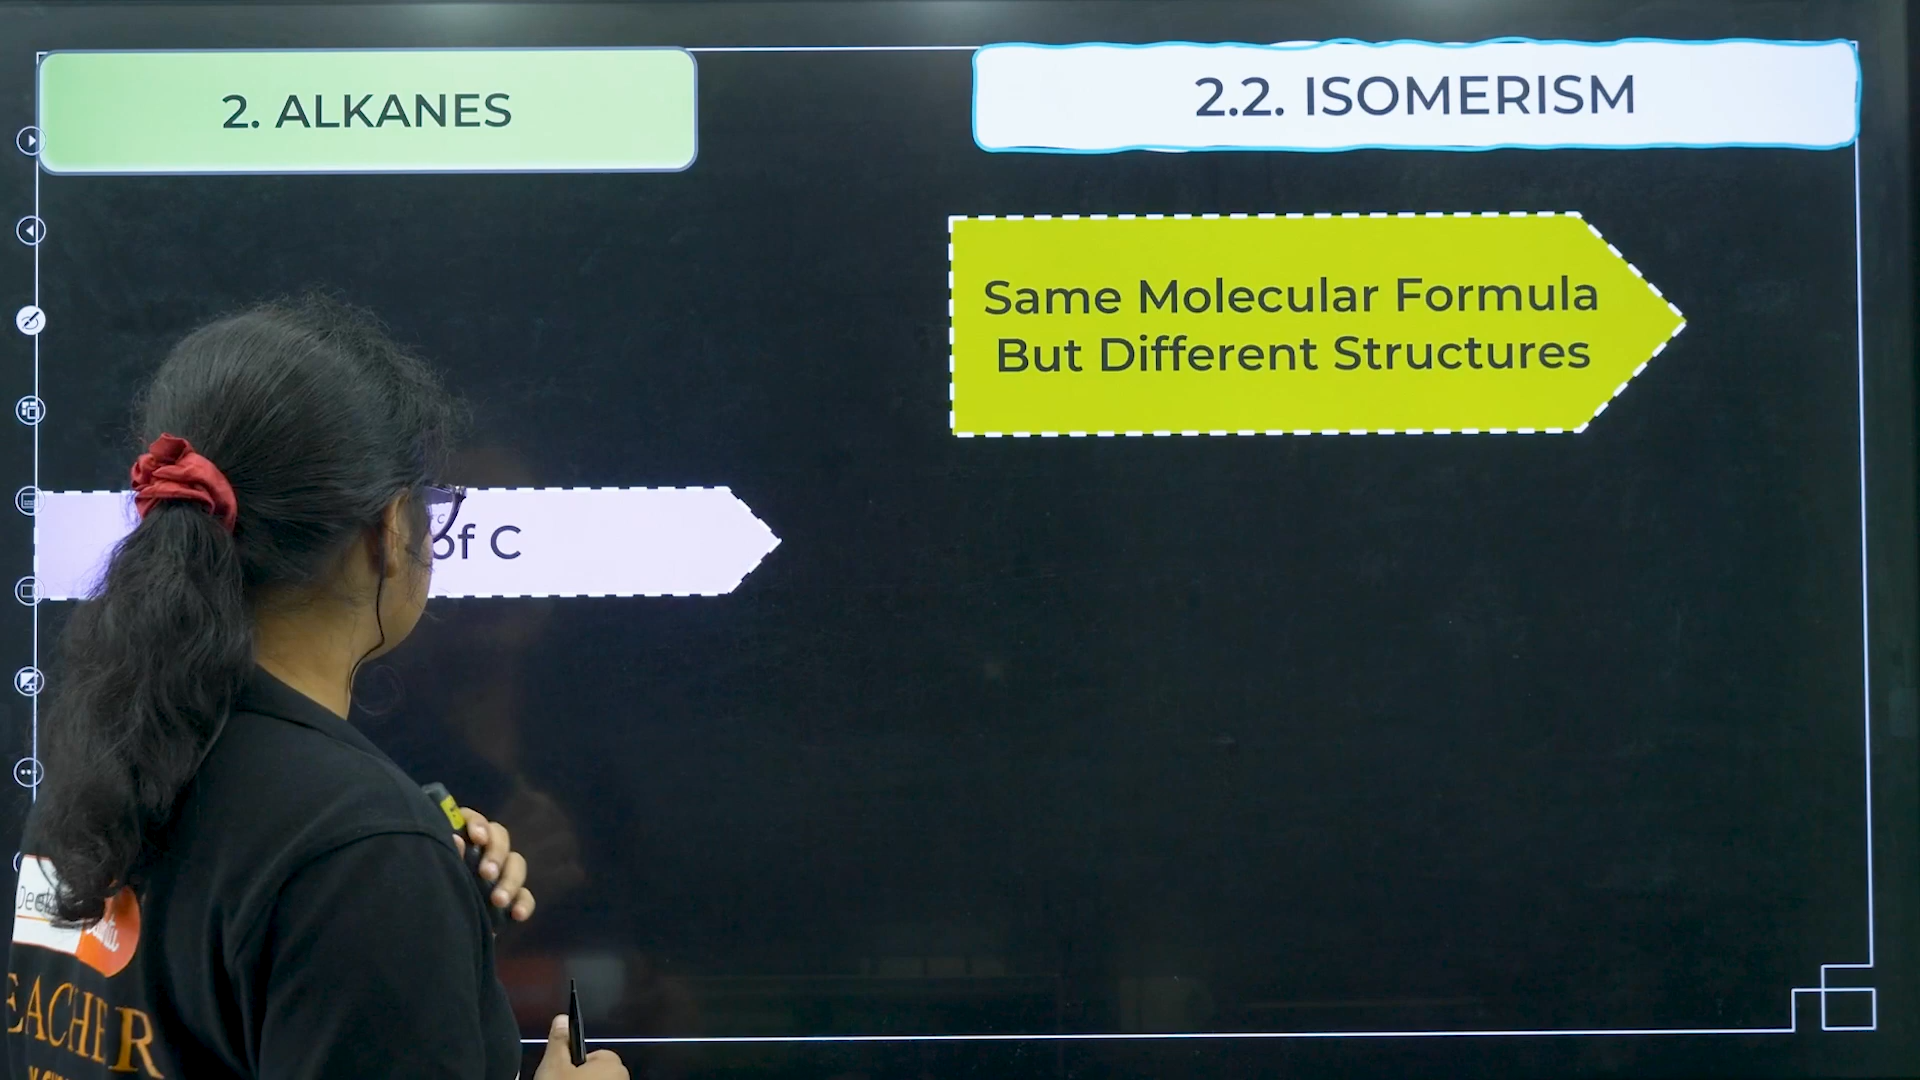 2. ALKANES
2.2. ISOMERISM
Same Molecular Formula
But Different Structures
of C